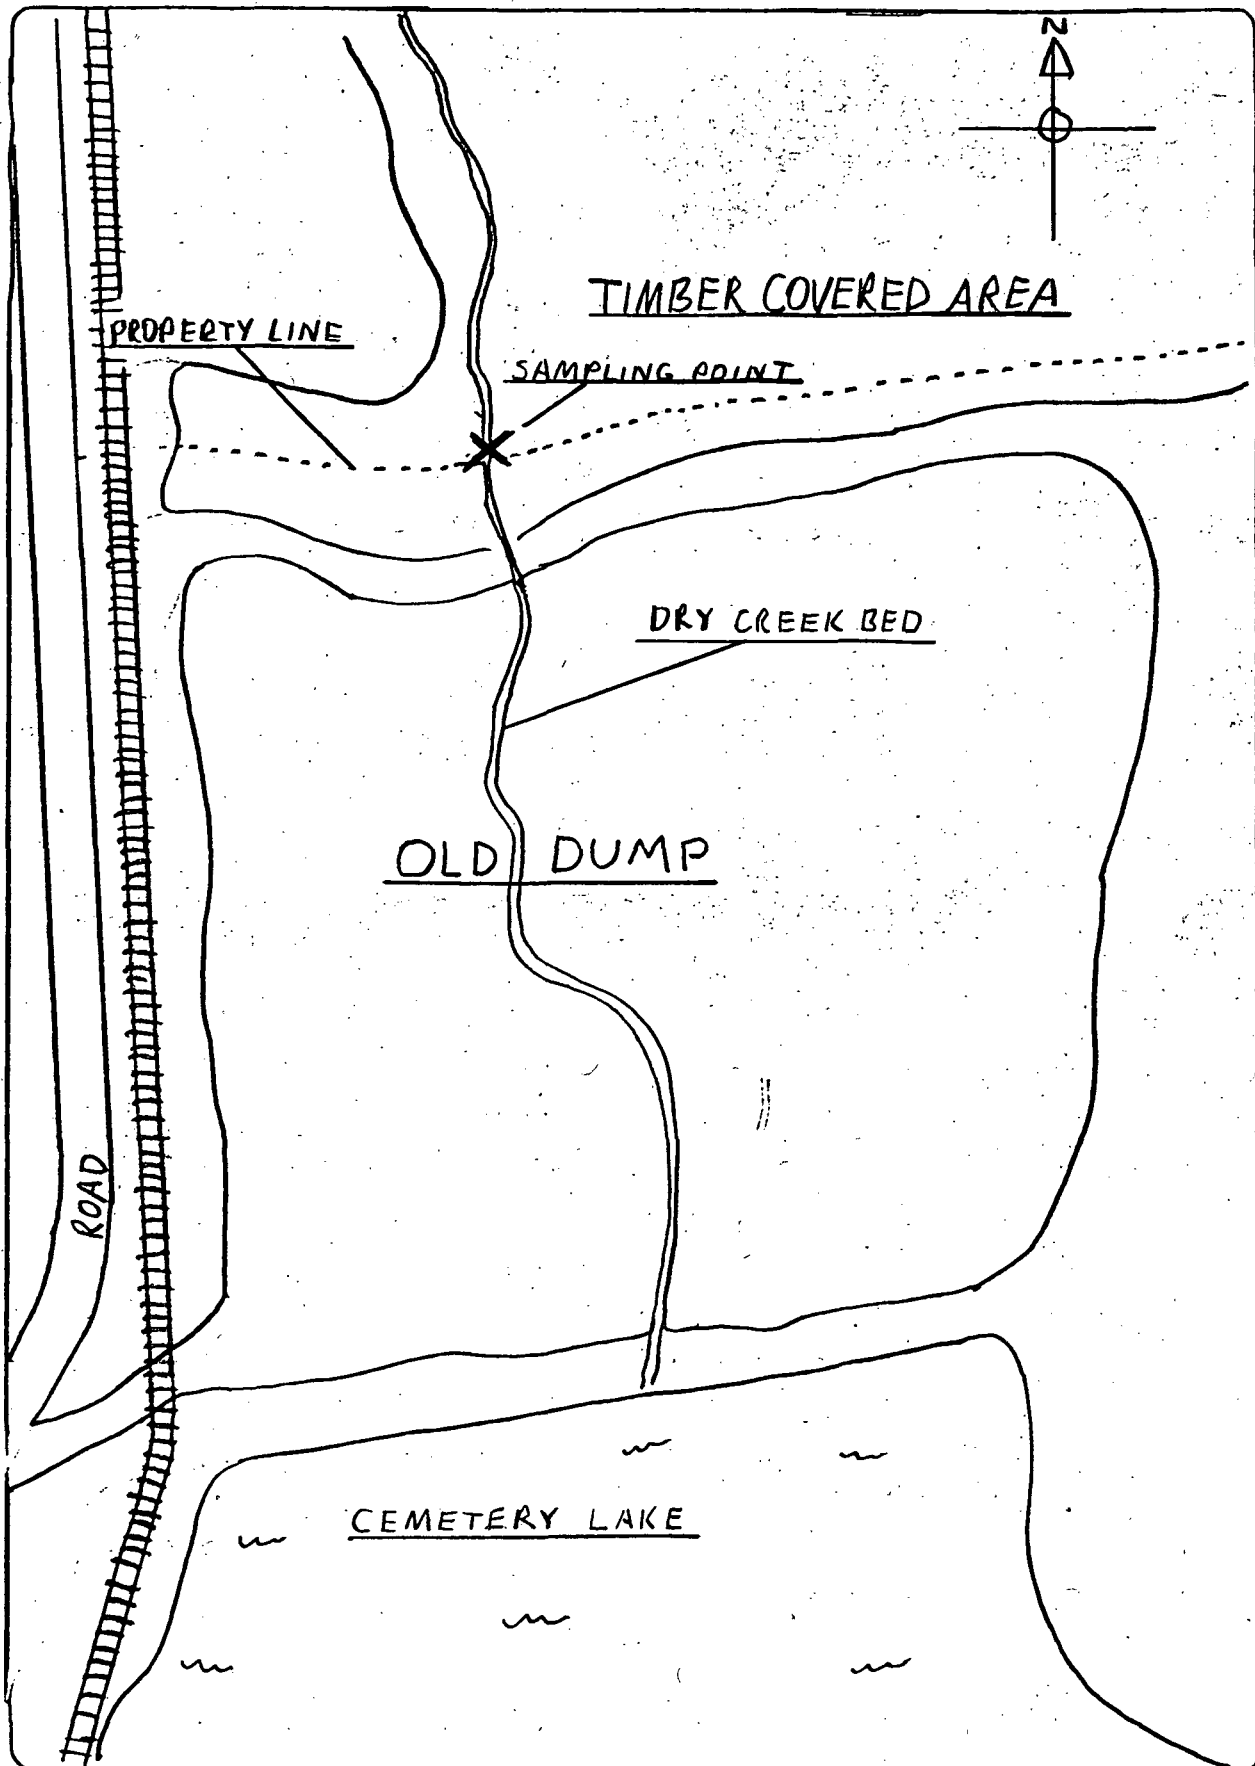 N
TIMBER COVERED AREA
PROPERTY LINE
SAMPLING POINT
DRY CREEK BED
OLD DUMP
ROAD
CEMETERY LAKE